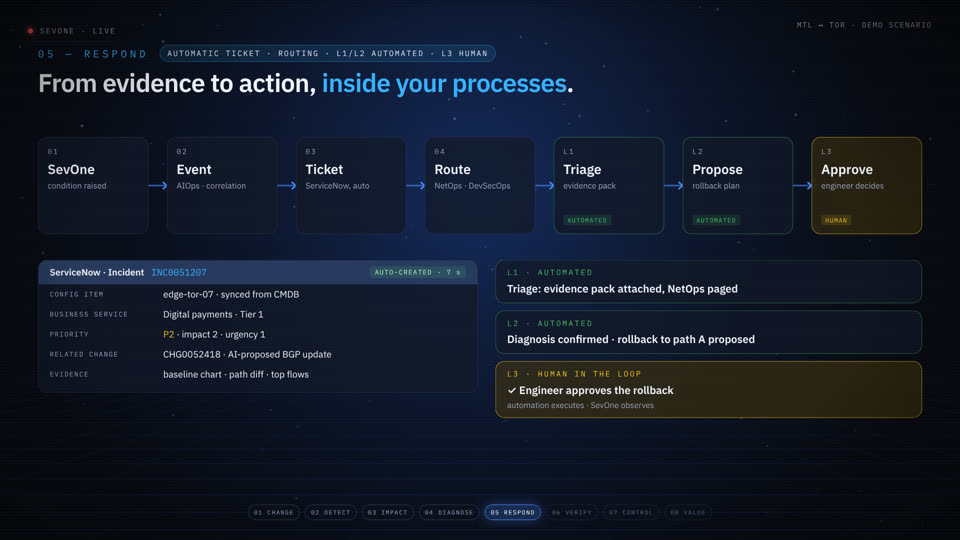 SEVONE · LIVE
MTL ↔ TOR · DEMO SCENARIO
05 — RESPOND
AUTOMATIC TICKET · ROUTING · L1/L2 AUTOMATED · L3 HUMAN
From evidence to action, inside your processes.
01
SevOne
condition raised
02
Event
AIOps · correlation
03
Ticket
ServiceNow, auto
04
Route
NetOps · DevSecOps
L1
Triage
evidence pack
AUTOMATED
L2
Propose
rollback plan
AUTOMATED
L3
Approve
engineer decides
HUMAN
ServiceNow · Incident INC0051207
AUTO-CREATED · 7 s
CONFIG ITEM edge-tor-07 · synced from CMDB
BUSINESS SERVICE Digital payments · Tier 1
PRIORITY P2 · impact 2 · urgency 1
RELATED CHANGE CHG0052418 · AI-proposed BGP update
EVIDENCE baseline chart · path diff · top flows
L1 · AUTOMATED
Triage: evidence pack attached, NetOps paged
L2 · AUTOMATED
Diagnosis confirmed · rollback to path A proposed
L3 · HUMAN IN THE LOOP
✓ Engineer approves the rollback
automation executes · SevOne observes
01 CHANGE
02 DETECT
03 IMPACT
04 DIAGNOSE
05 RESPOND
06 VERIFY
07 CONTROL
08 VALUE